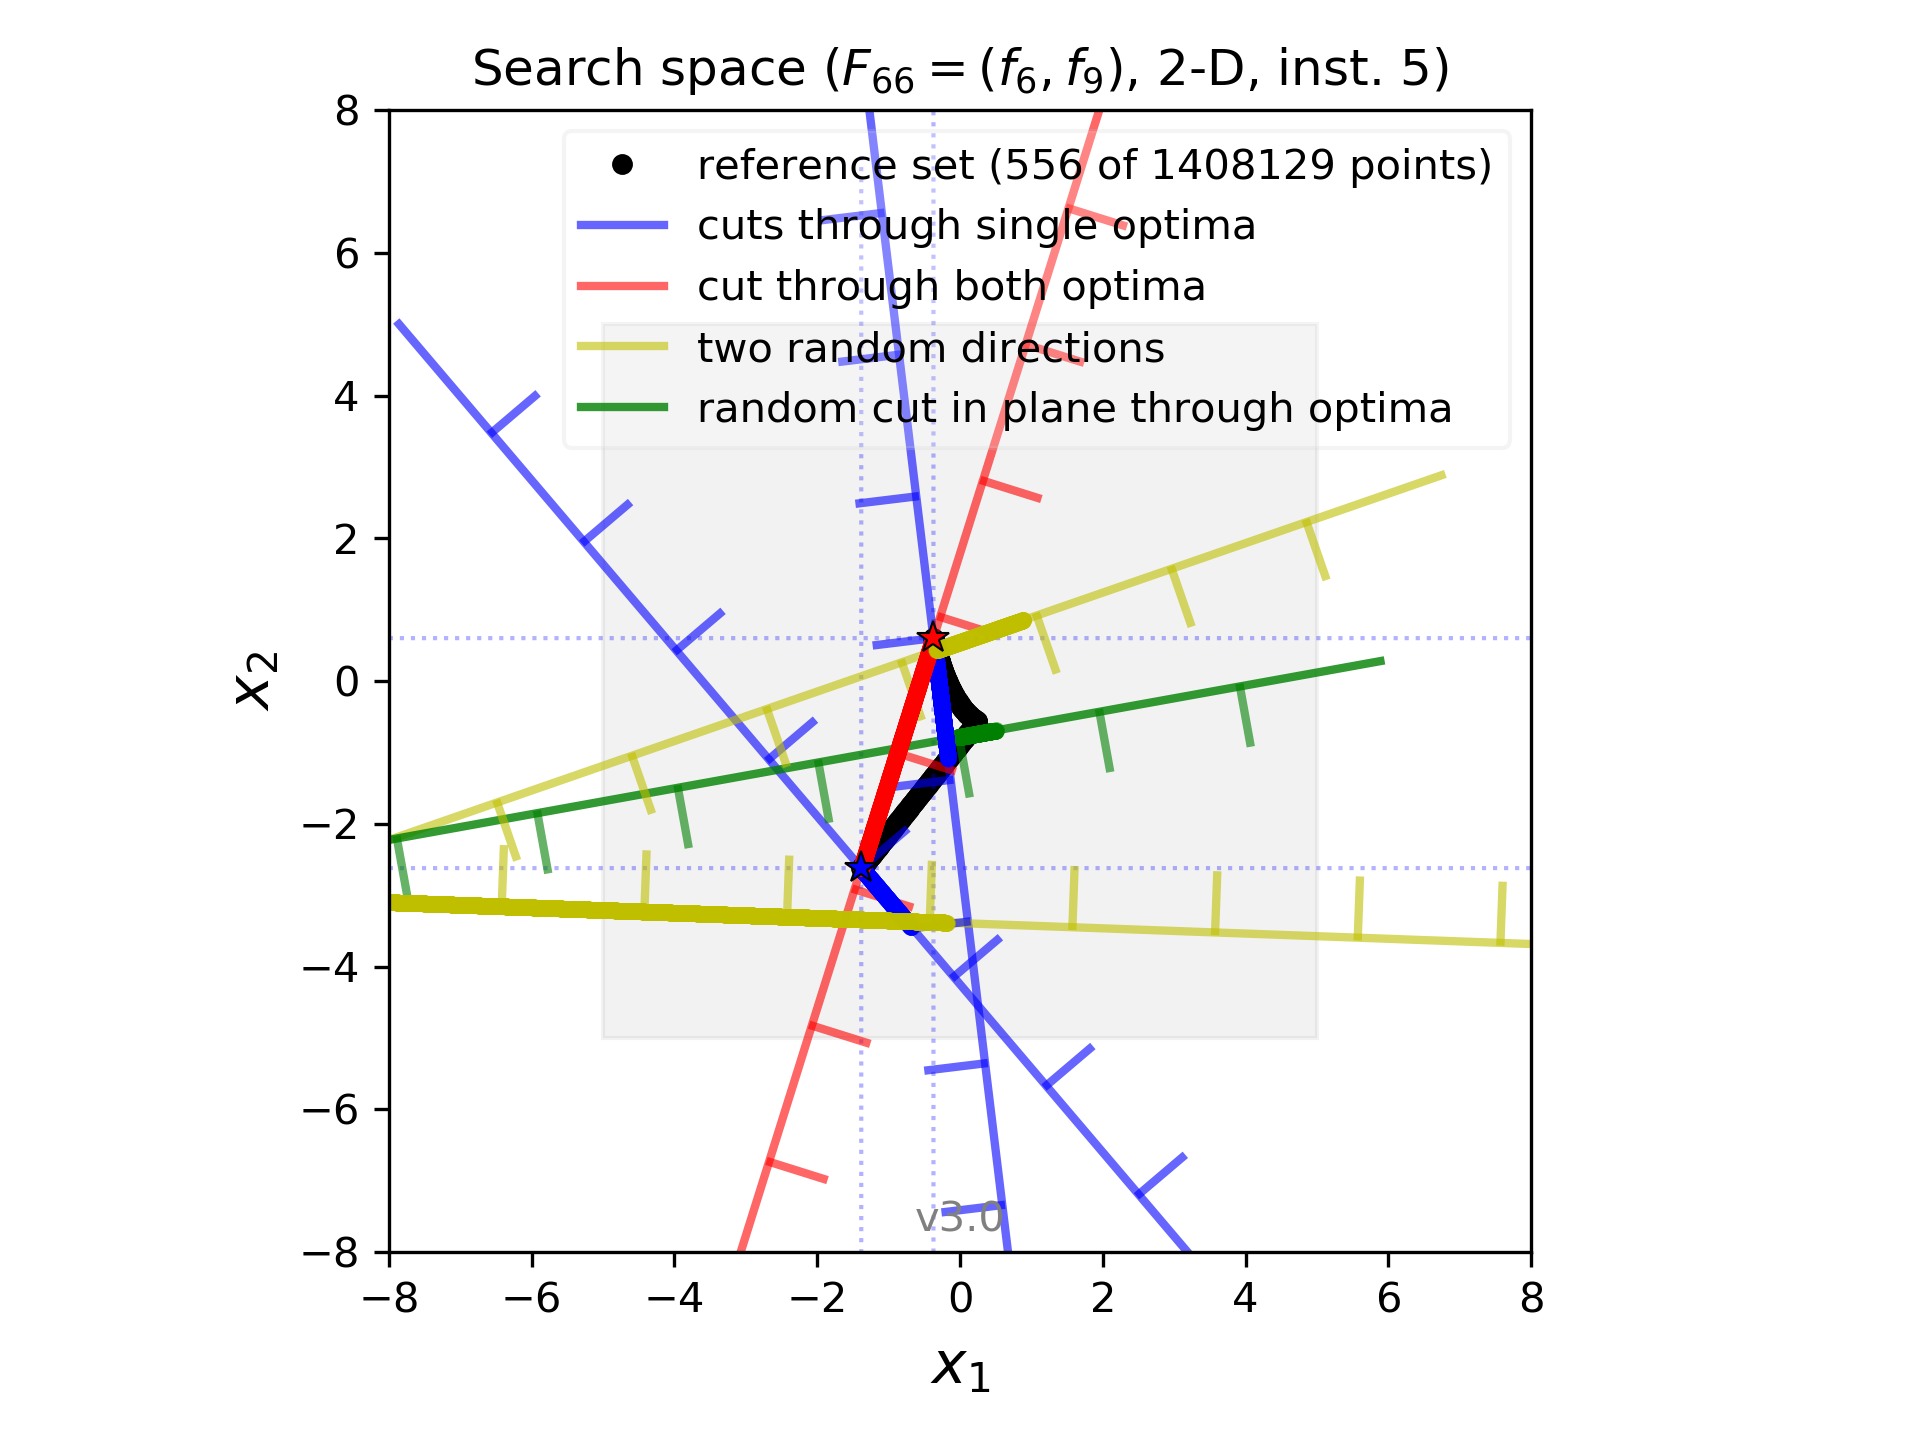 Search space (F66 = (f6, f9), 2-D, inst. 5)
reference set (556 of 1408129 points)
cuts through single optima
cut through both optima
two random directions
random cut in plane through optima
8
6
4
2
0
−2
−4
−6
−8
x2
v3.0
−8 −6 −4 −2 0 2 4 6 8
x1